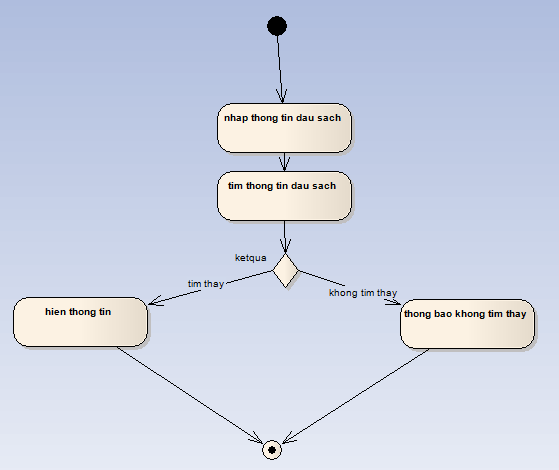 nhap thong tin dau sach
tim thong tin dau sach
ketqua
tim thay
khong tim thay
hien thong tin
thong bao khong tim thay